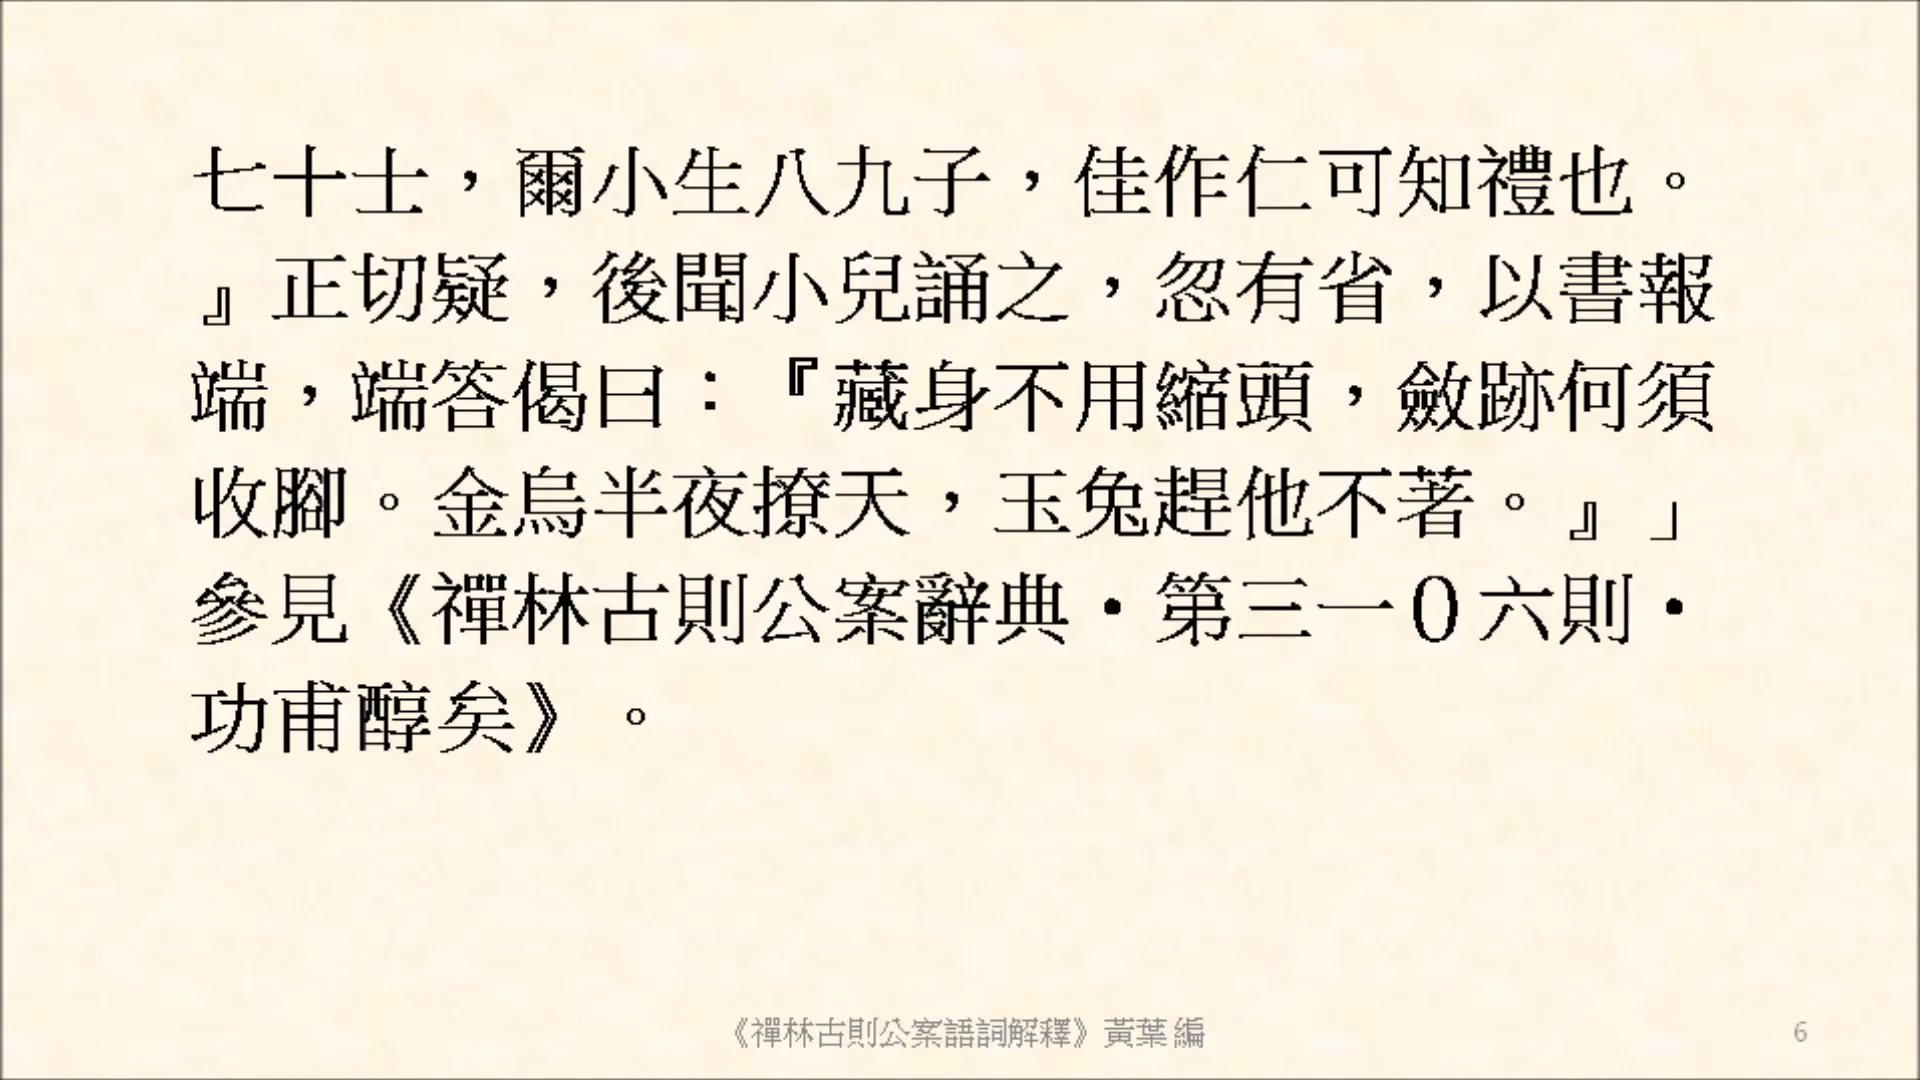 七十士，爾小生八九子，佳作仁可知禮也。
』正切疑，後聞小兒誦之，忽有省，以書報
端，端答偈曰：『藏身不用縮頭，斂跡何須
收腳。金烏半夜撩天，玉兔趕他不著。』」
參見《禪林古則公案辭典·第三一０六則·
功甫醇矣》。
《禪林古則公案語詞解釋》黃葉編
6